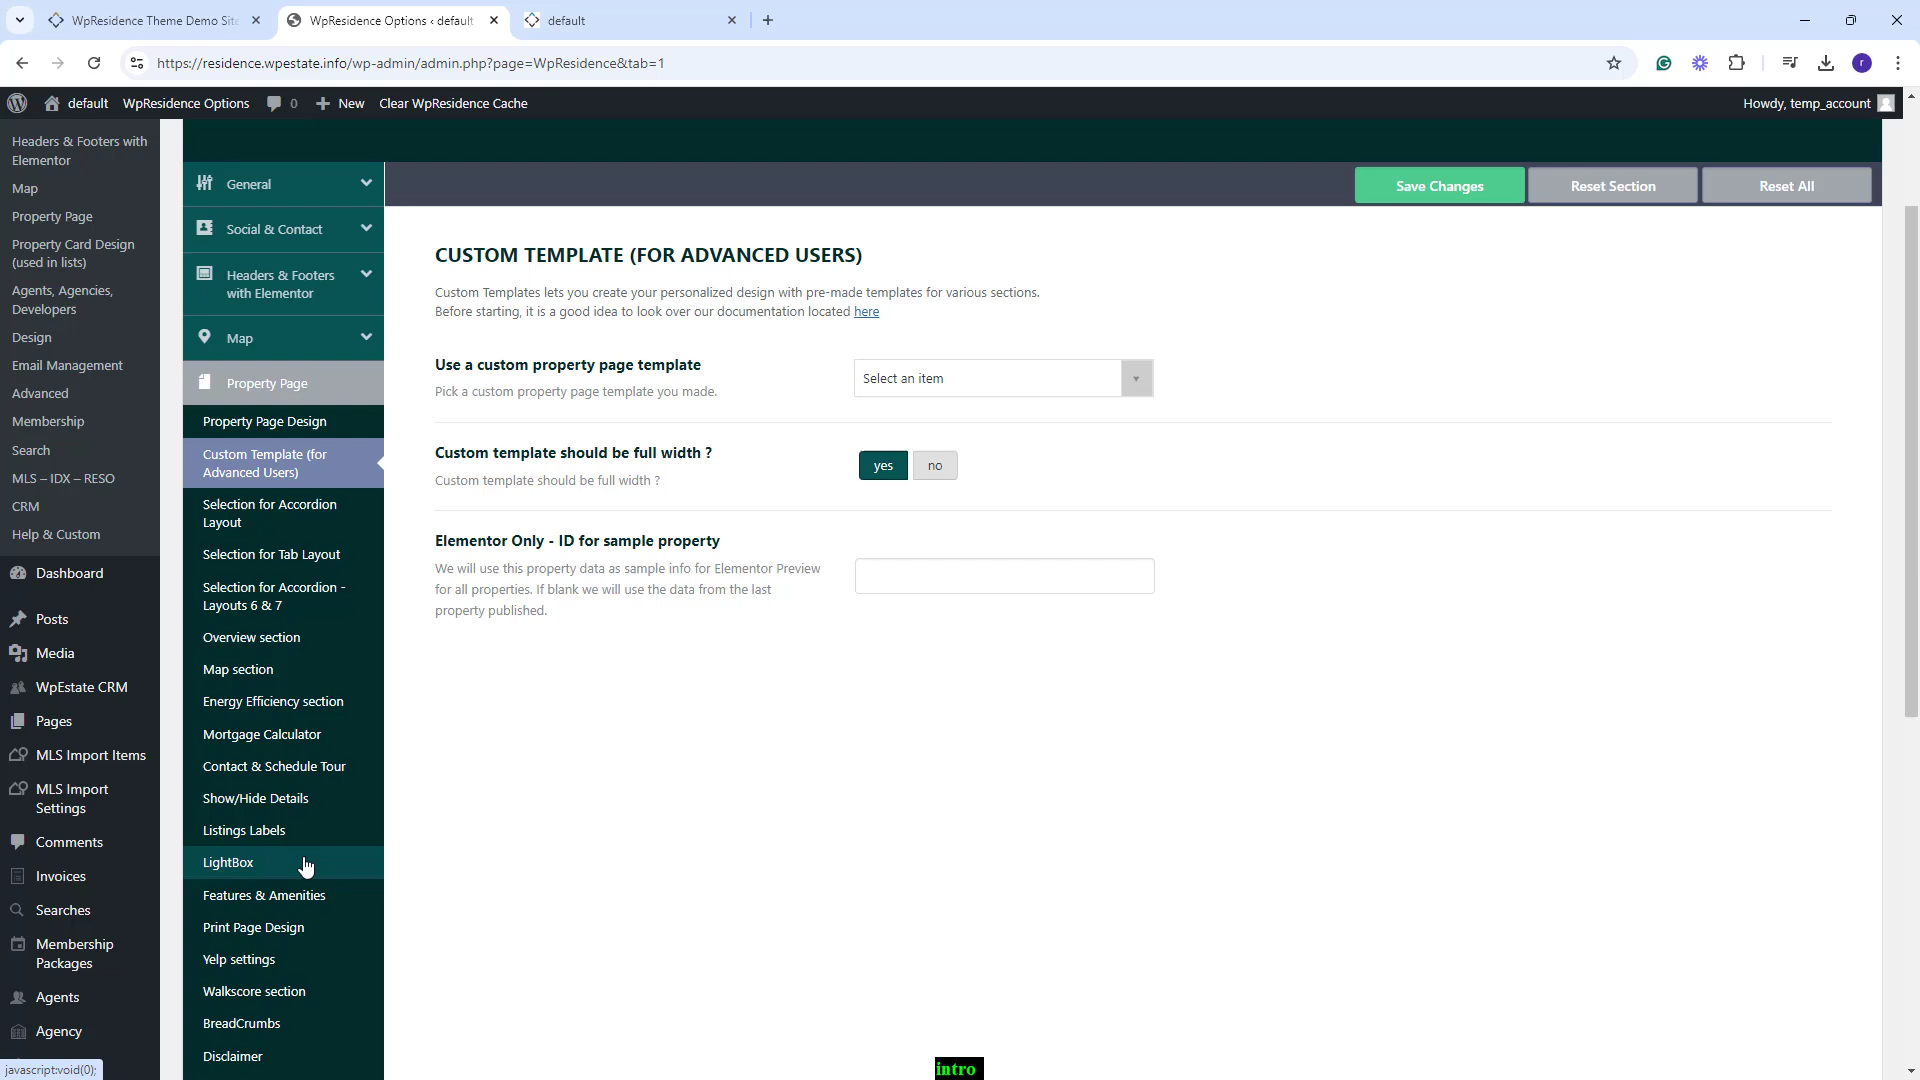 WpResidence Theme Demo Site
WpResidence Options ‹ default
default
https://residence.wpestate.info/wp-admin/admin.php?page=WpResidence&tab=1
r
default
WpResidence Options
0
New
Clear WpResidence Cache
Howdy, temp_account
Headers & Footers with
Elementor
Map
Property Page
Property Card Design
(used in lists)
Agents, Agencies,
Developers
Design
Email Management
Advanced
Membership
Search
MLS – IDX – RESO
CRM
Help & Custom
Dashboard
Posts
Media
WpEstate CRM
Pages
MLS Import Items
MLS Import
Settings
Comments
Invoices
Searches
Membership
Packages
Agents
Agency
javascript:void(0);
General
Social & Contact
Headers & Footers
with Elementor
Map
Property Page
Property Page Design
Custom Template (for
Advanced Users)
Selection for Accordion
Layout
Selection for Tab Layout
Selection for Accordion -
Layouts 6 & 7
Overview section
Map section
Energy Efficiency section
Mortgage Calculator
Contact & Schedule Tour
Show/Hide Details
Listings Labels
LightBox
Features & Amenities
Print Page Design
Yelp settings
Walkscore section
BreadCrumbs
Disclaimer
Save Changes
Reset Section
Reset All
CUSTOM TEMPLATE (FOR ADVANCED USERS)
Custom Templates lets you create your personalized design with pre-made templates for various sections.
Before starting, it is a good idea to look over our documentation located here
Use a custom property page template
Pick a custom property page template you made.
Select an item
Custom template should be full width ?
Custom template should be full width ?
yes
no
Elementor Only - ID for sample property
We will use this property data as sample info for Elementor Preview
for all properties. If blank we will use the data from the last
property published.
intro